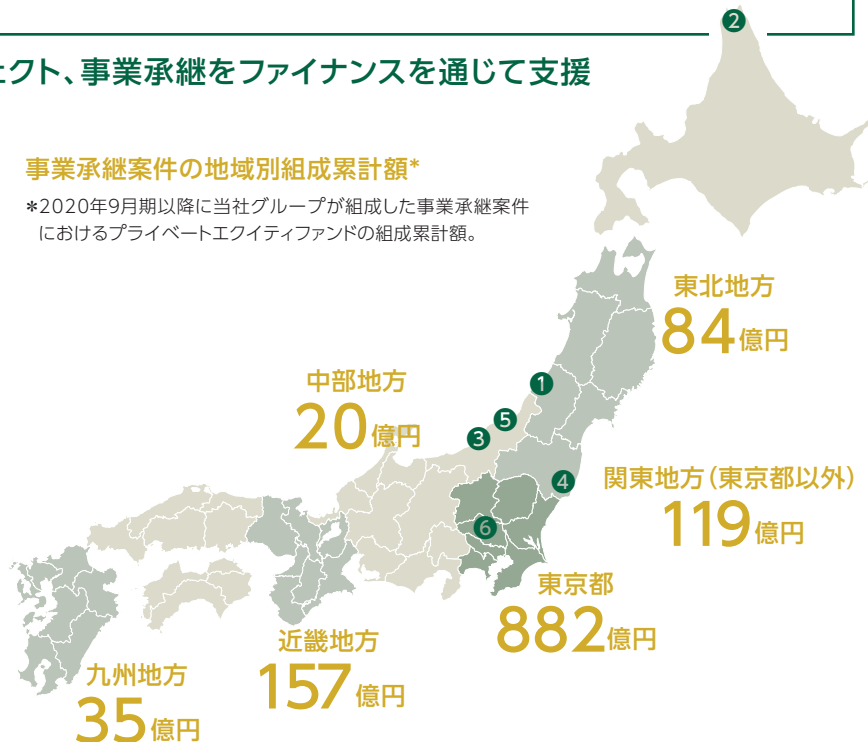 ❷
ェクト、事業承継をファイナンスを通じて支援
事業承継案件の地域別組成累計額*
*2020年9月期以降に当社グループが組成した事業承継案件
におけるプライベートエクイティファンドの組成累計額。
東北地方
84億円
❶
中部地方
20億円
❺
❸
❹
関東地方（東京都以外）
119億円
❻
東京都
882億円
近畿地方
157億円
九州地方
35億円